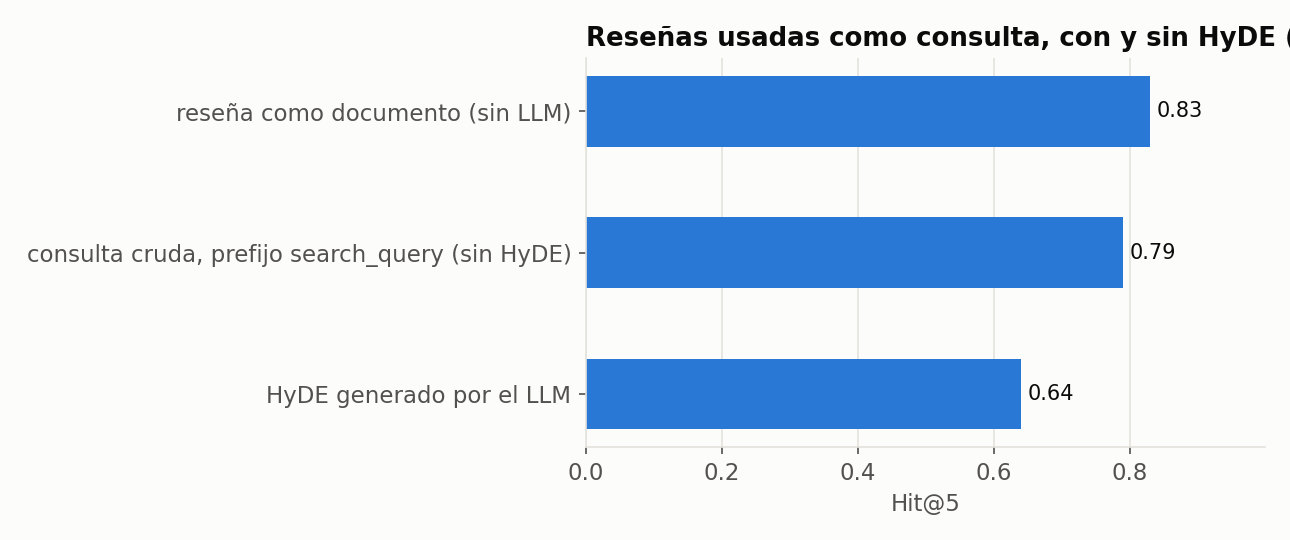 Reseñas usadas como consulta, con y sin HyDE (
reseña como documento (sin LLM)
0.83
consulta cruda, prefijo search_query (sin HyDE)
0.79
HyDE generado por el LLM
0.64
0.0 0.2 0.4 0.6 0.8
Hit@5